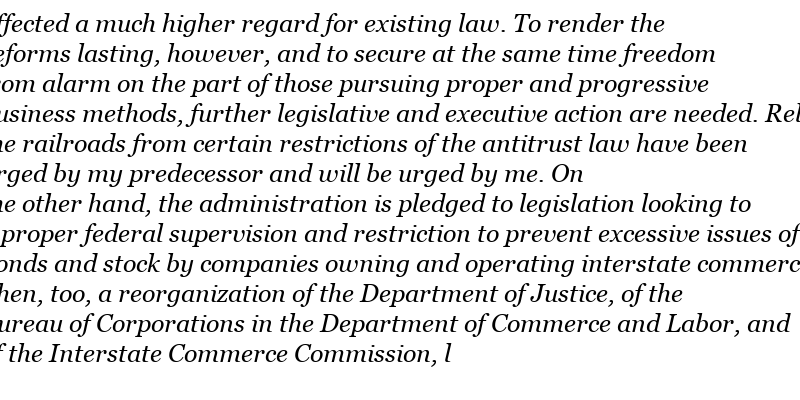 ffected a much higher regard for existing law. To render the
eforms lasting, however, and to secure at the same time freedom
rom alarm on the part of those pursuing proper and progressive
usiness methods, further legislative and executive action are needed. Rel
he railroads from certain restrictions of the antitrust law have been
rged by my predecessor and will be urged by me. On
he other hand, the administration is pledged to legislation looking to
proper federal supervision and restriction to prevent excessive issues of
onds and stock by companies owning and operating interstate commerc
hen, too, a reorganization of the Department of Justice, of the
ureau of Corporations in the Department of Commerce and Labor, and
f the Interstate Commerce Commission, l